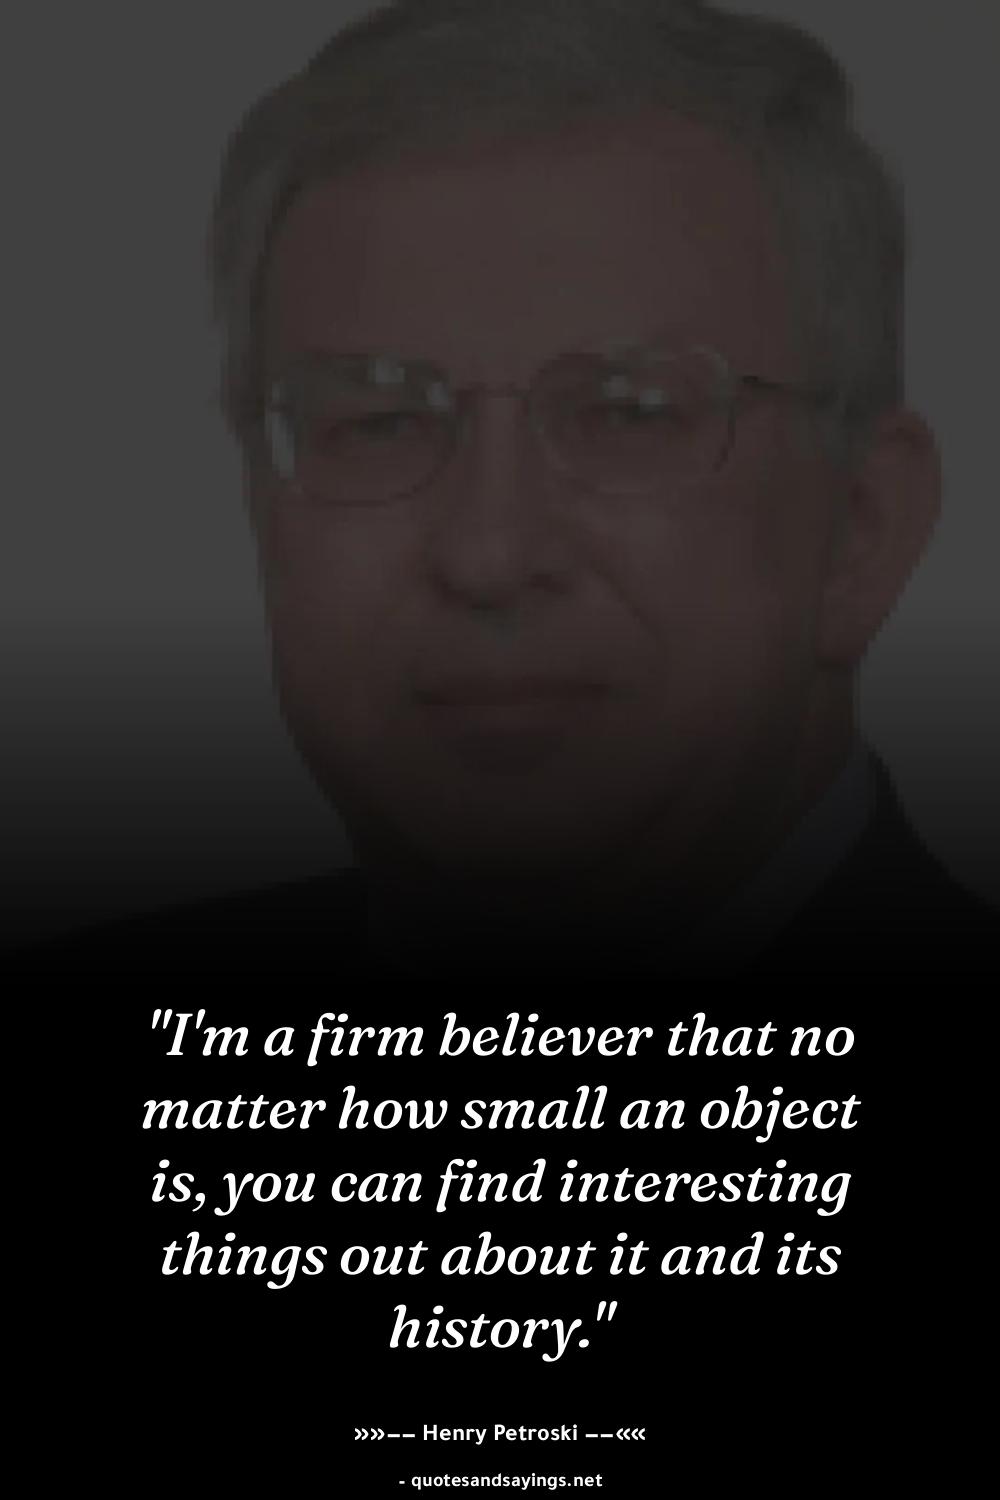 "I'm a firm believer that no
matter how small an object
is, you can find interesting
things out about it and its
history."
»»−− Henry Petroski −−««
- quotesandsayings.net